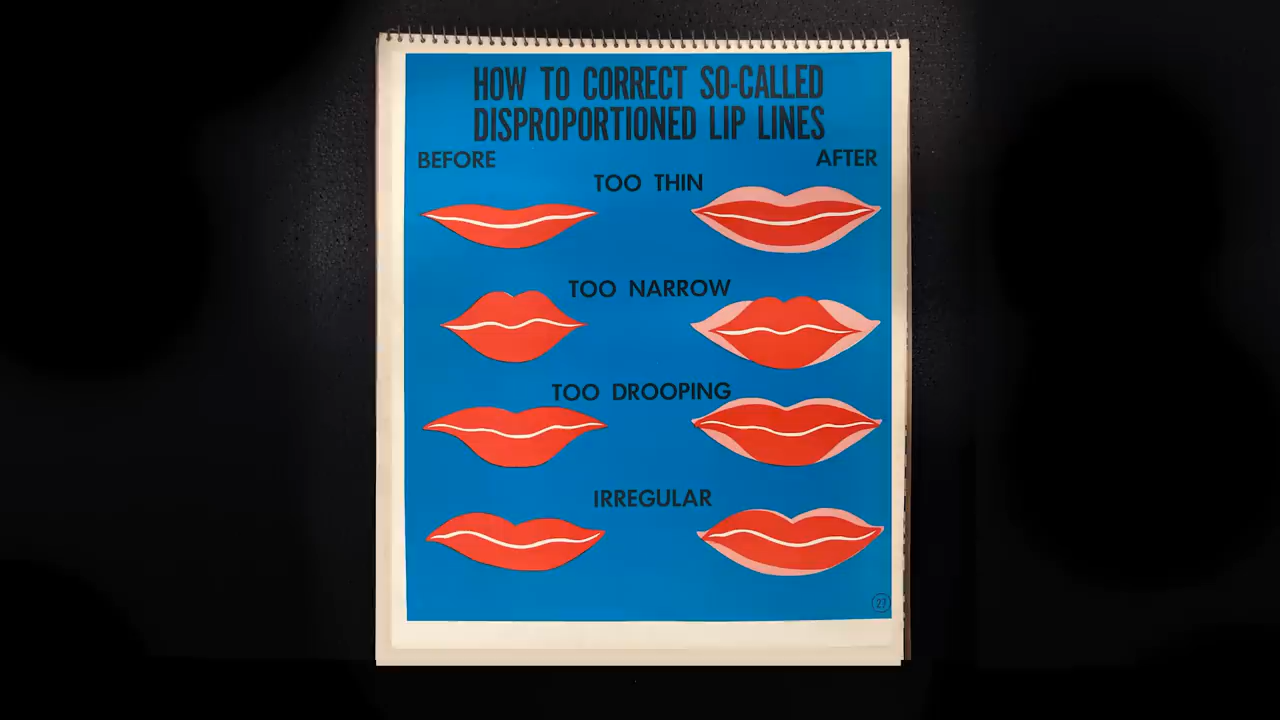 HOW TO CORRECT SO-CALLED
DISPROPORTIONED LIP LINES
BEFORE
AFTER
TOO THIN
TOO NARROW
TOO DROOPING
IRREGULAR
27